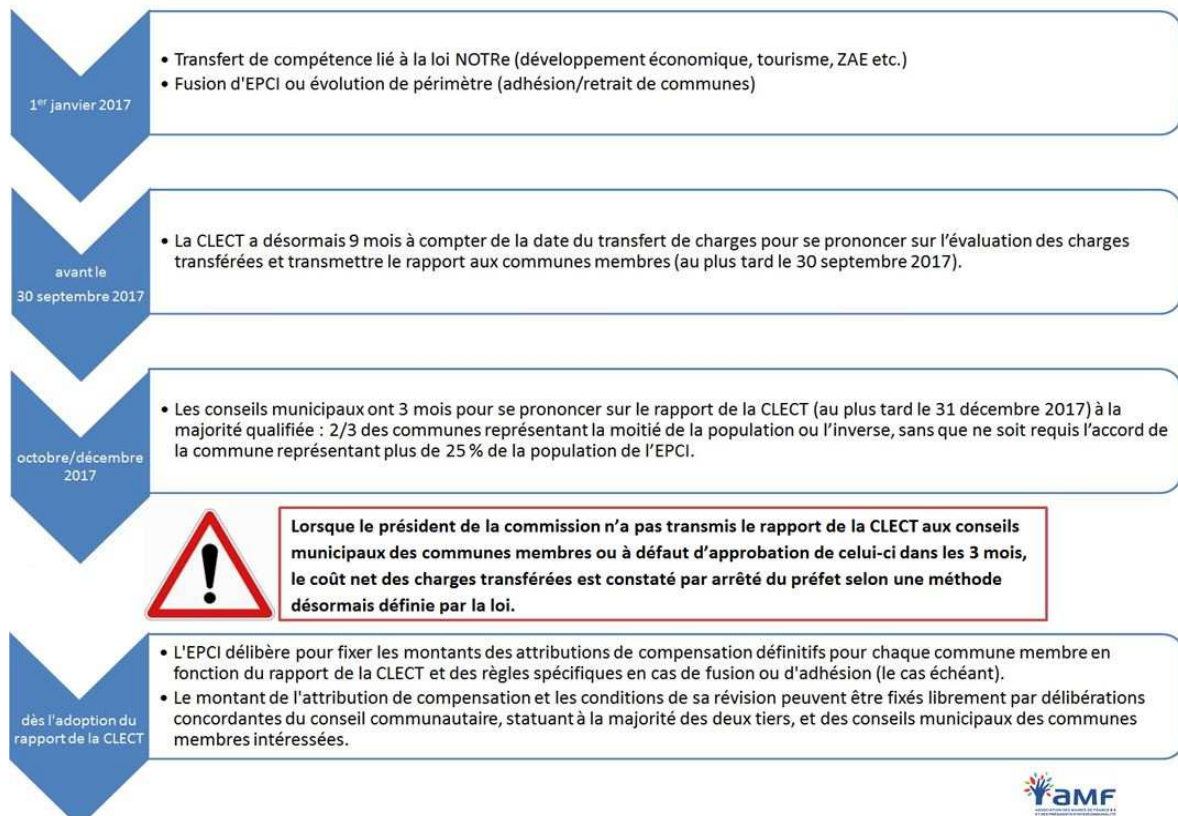 1er janvier 2017
• Transfert de compétence lié à la loi NOTRe (développement économique, tourisme, ZAE etc.)
• Fusion d'EPCI ou évolution de périmètre (adhésion/retrait de communes)
avant le
30 septembre 2017
• La CLECT a désormais 9 mois à compter de la date du transfert de charges pour se prononcer sur l'évaluation des charges
transférées et transmettre le rapport aux communes membres (au plus tard le 30 septembre 2017).
octobre/décembre
2017
• Les conseils municipaux ont 3 mois pour se prononcer sur le rapport de la CLECT (au plus tard le 31 décembre 2017) à la
majorité qualifiée : 2/3 des communes représentant la moitié de la population ou l'inverse, sans que ne soit requis l'accord de
la commune représentant plus de 25 % de la population de l'EPCI.
Lorsque le président de la commission n'a pas transmis le rapport de la CLECT aux conseils
municipaux des communes membres ou à défaut d'approbation de celui-ci dans les 3 mois,
le coût net des charges transférées est constaté par arrêté du préfet selon une méthode
désormais définie par la loi.
dès l'adoption du
rapport de la CLECT
• L'EPCI délibère pour fixer les montants des attributions de compensation définitifs pour chaque commune membre en
fonction du rapport de la CLECT et des règles spécifiques en cas de fusion ou d'adhésion (le cas échéant).
• Le montant de l'attribution de compensation et les conditions de sa révision peuvent être fixés librement par délibérations
concordantes du conseil communautaire, statuant à la majorité des deux tiers, et des conseils municipaux des communes
membres intéressées.
AMF
ASSOCIATION DES MAIRES DE FRANCE
ET DES PRÉSIDENTS D'INTERCOMMUNALITÉ